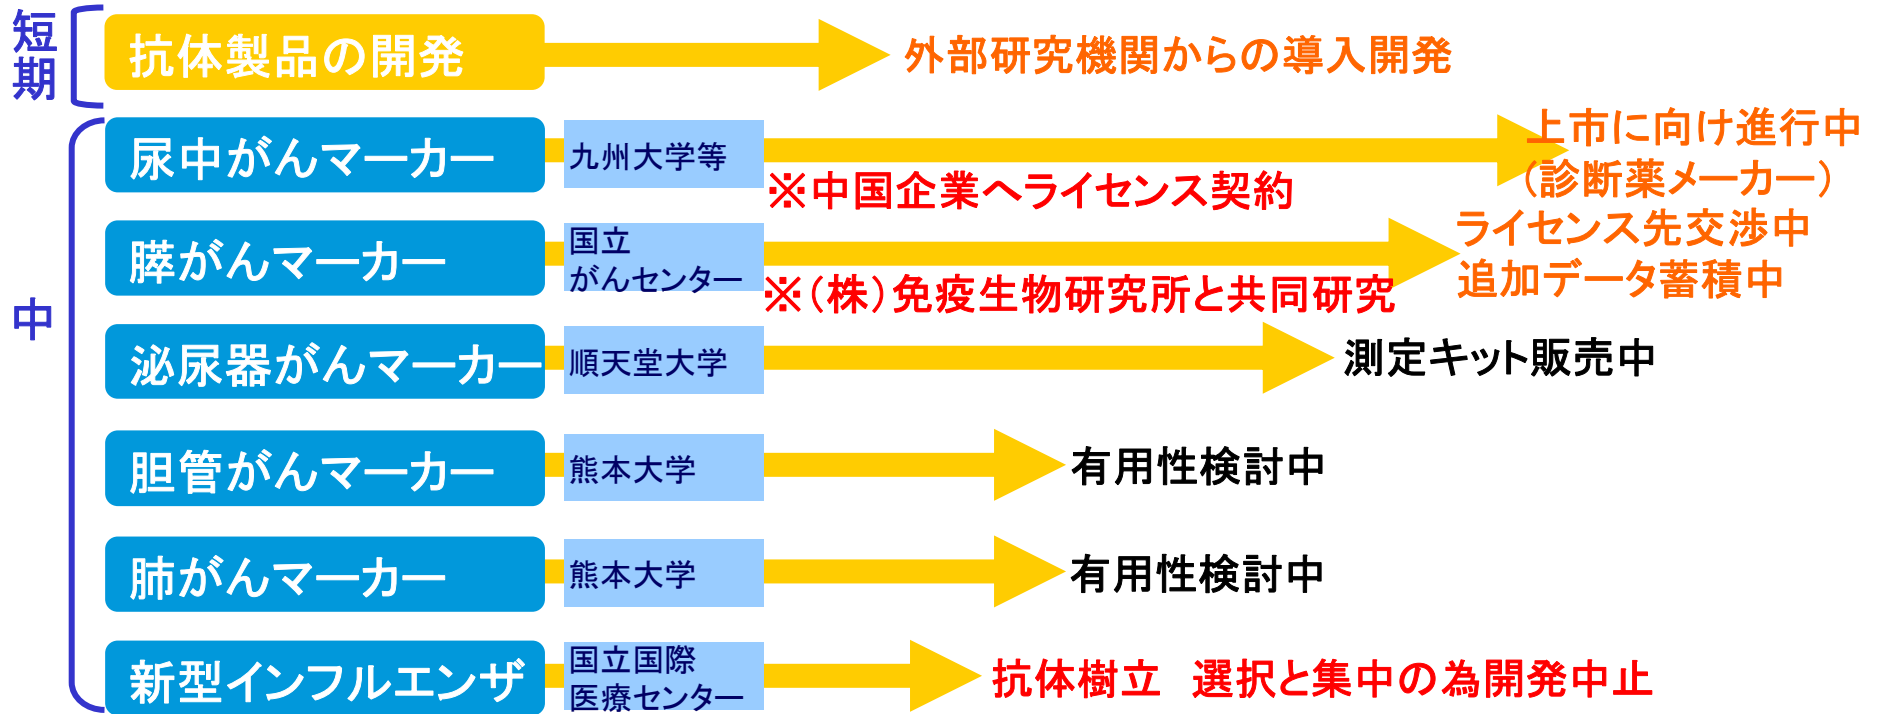 短期
抗体製品の開発
外部研究機関からの導入開発
中
尿中がんマーカー
九州大学等
上市に向け進行中
（診断薬メーカー）
※中国企業へライセンス契約
膵がんマーカー
国立
がんセンター
ライセンス先交渉中
追加データ蓄積中
※（株）免疫生物研究所と共同研究
泌尿器がんマーカー
順天堂大学
測定キット販売中
胆管がんマーカー
熊本大学
有用性検討中
肺がんマーカー
熊本大学
有用性検討中
新型インフルエンザ
国立国際
医療センター
抗体樹立　選択と集中の為開発中止